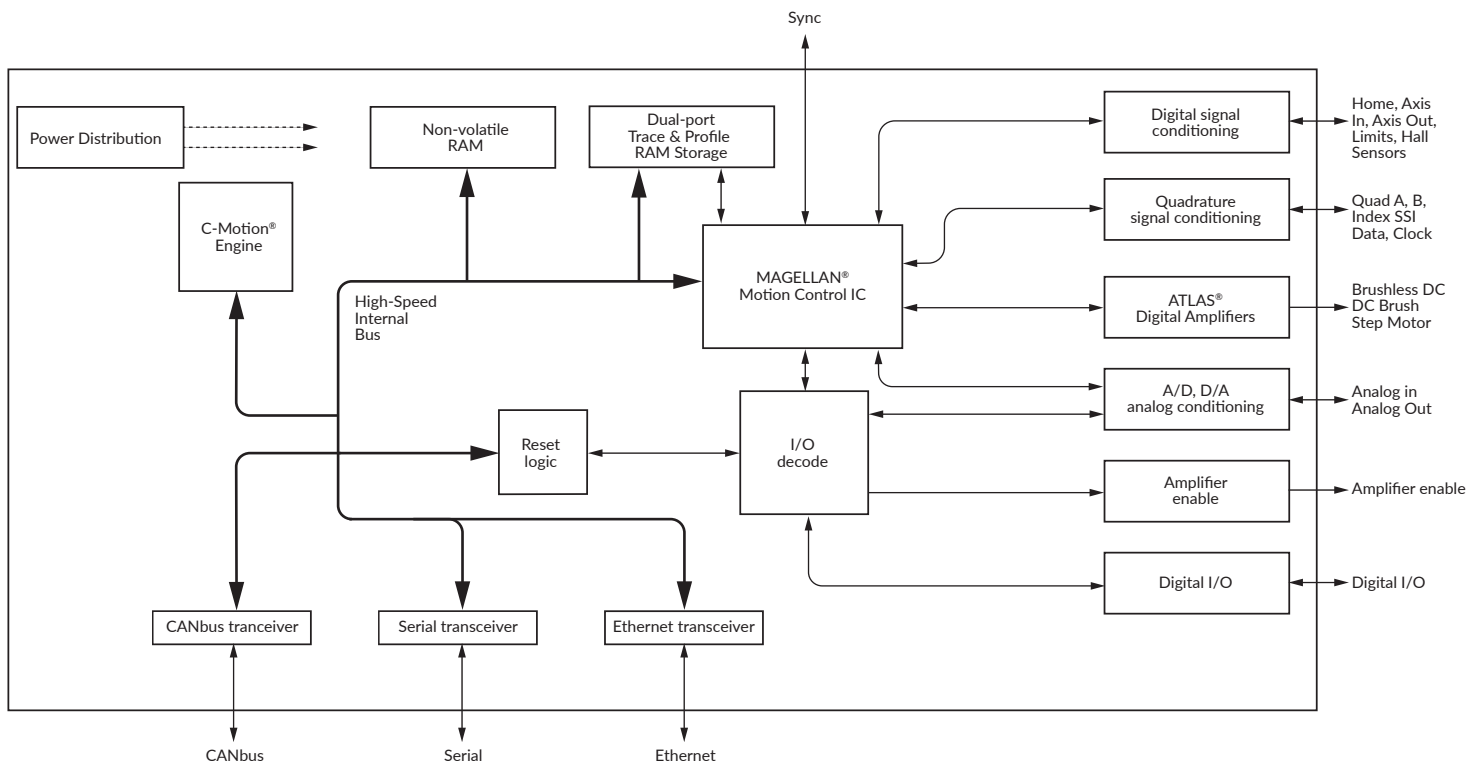 Sync
Power Distribution
Non-volatile
RAM
Dual-port
Trace & Profile
RAM Storage
Digital signal
conditioning
Home, Axis
In, Axis Out,
Limits, Hall
Sensors
C-Motion®
Engine
Quadrature
signal conditioning
Quad A, B,
Index SSI
Data, Clock
High-Speed
Internal
Bus
MAGELLAN®
Motion Control IC
ATLAS®
Digital Amplifiers
Brushless DC
DC Brush
Step Motor
A/D, D/A
analog conditioning
Analog in
Analog Out
Reset
logic
I/O
decode
Amplifier
enable
Amplifier enable
Digital I/O
Digital I/O
CANbus tranceiver
Serial transceiver
Ethernet transceiver
CANbus
Serial
Ethernet